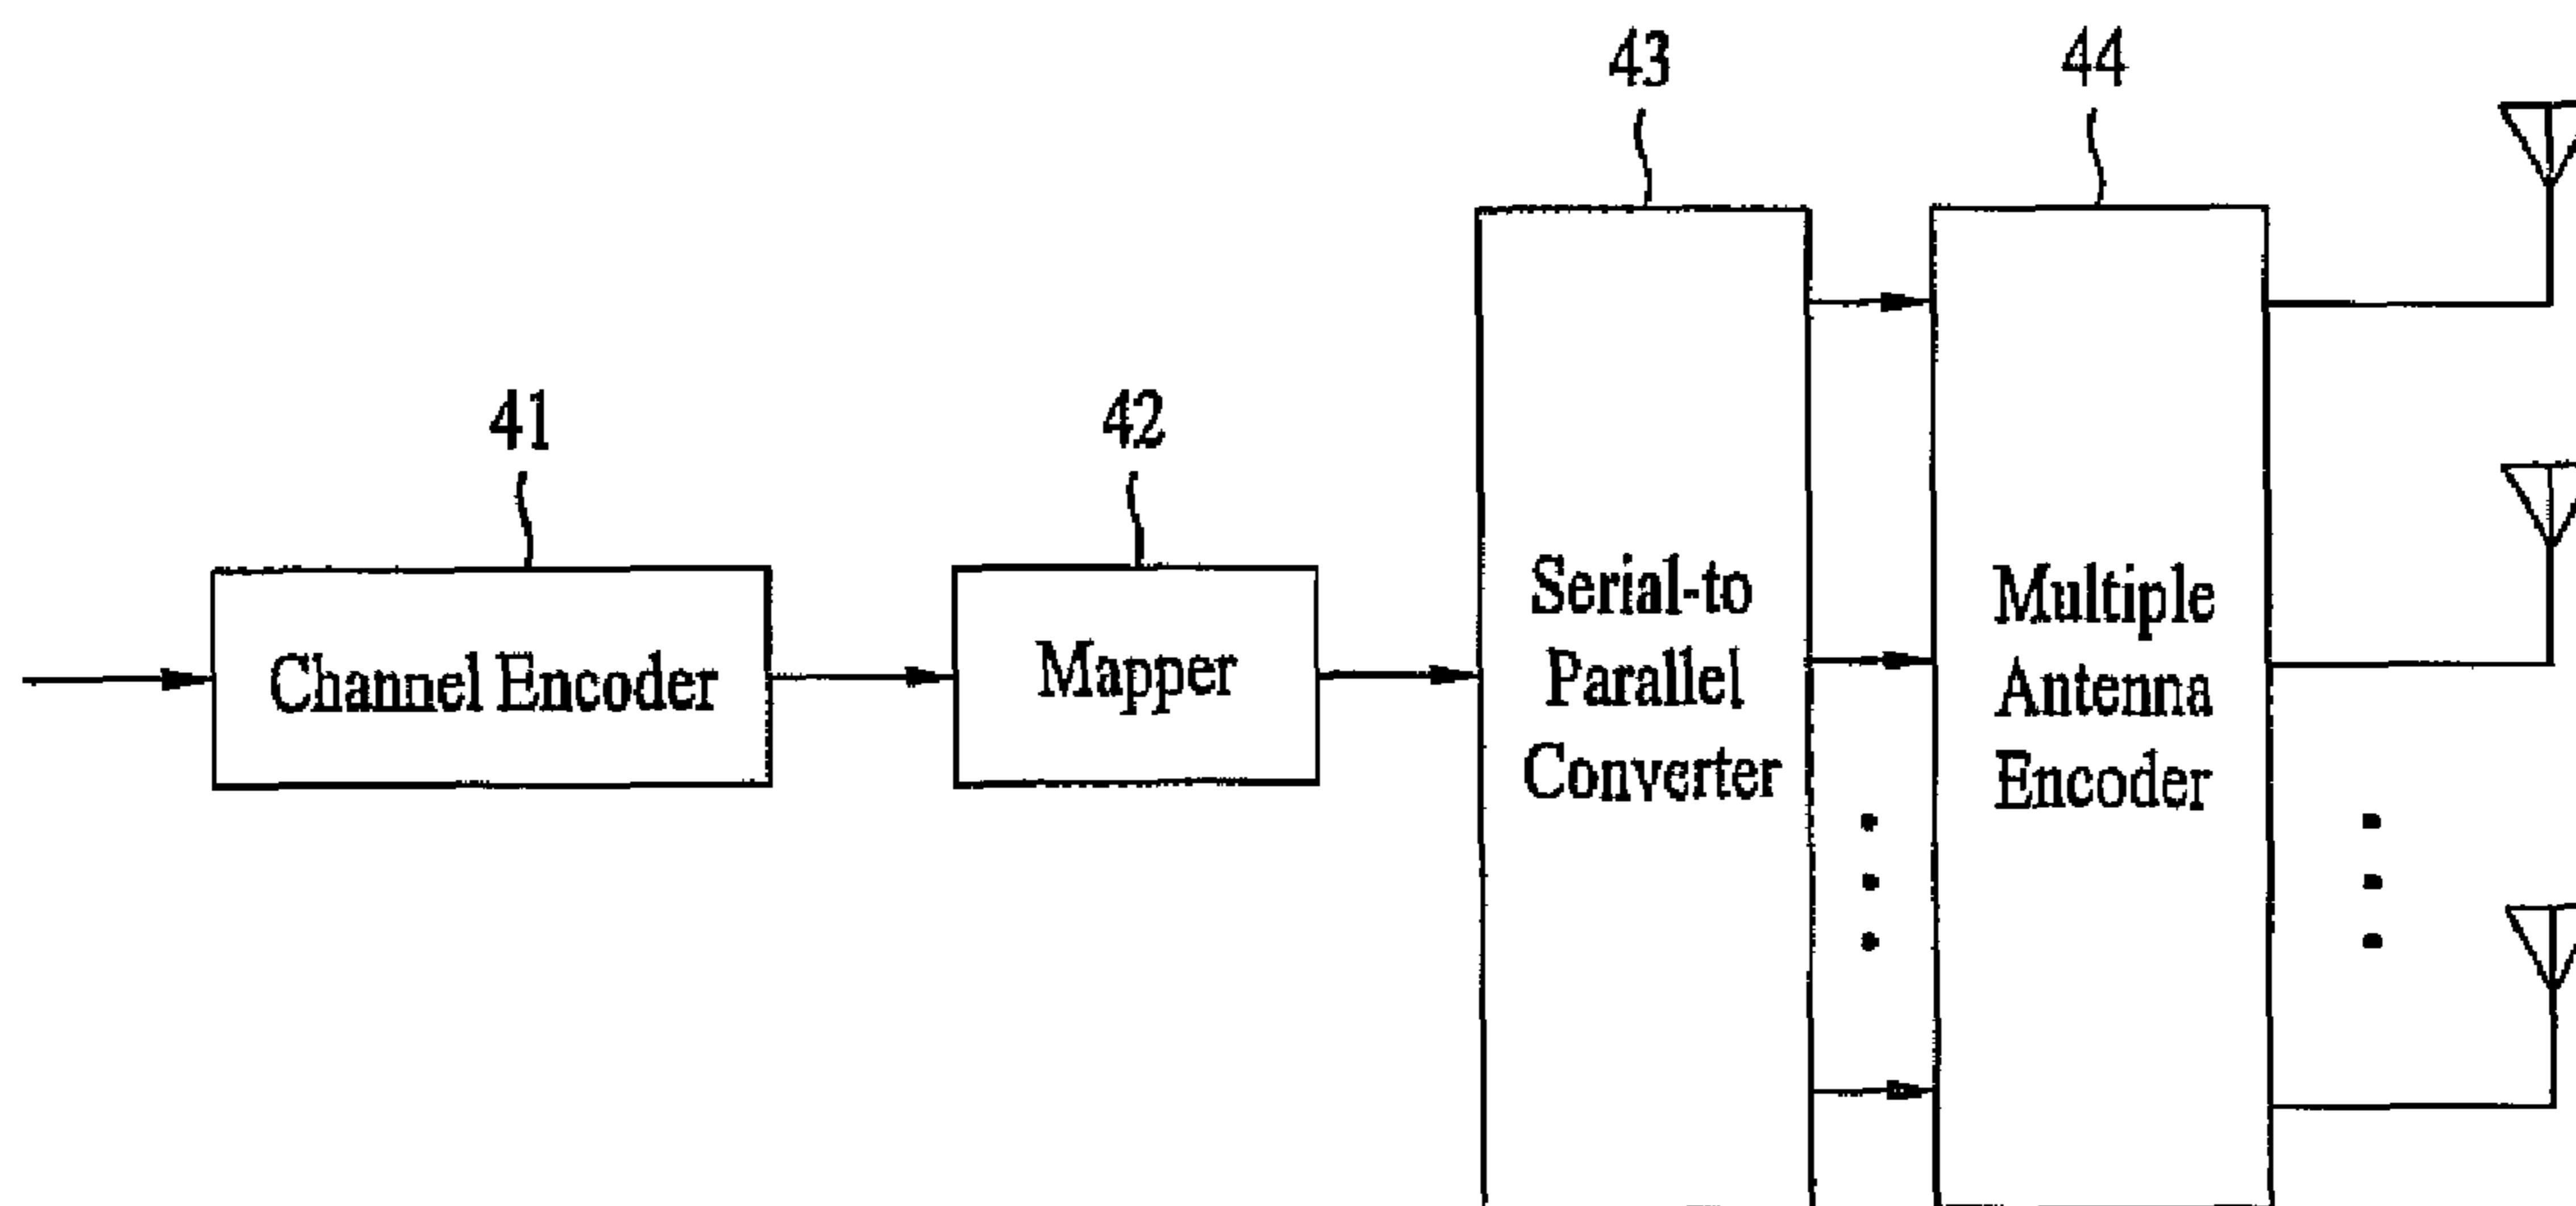 43
44
41
42
Channel Encoder
Mapper
Serial-to
Parallel
Converter
Multiple
Antenna
Encoder